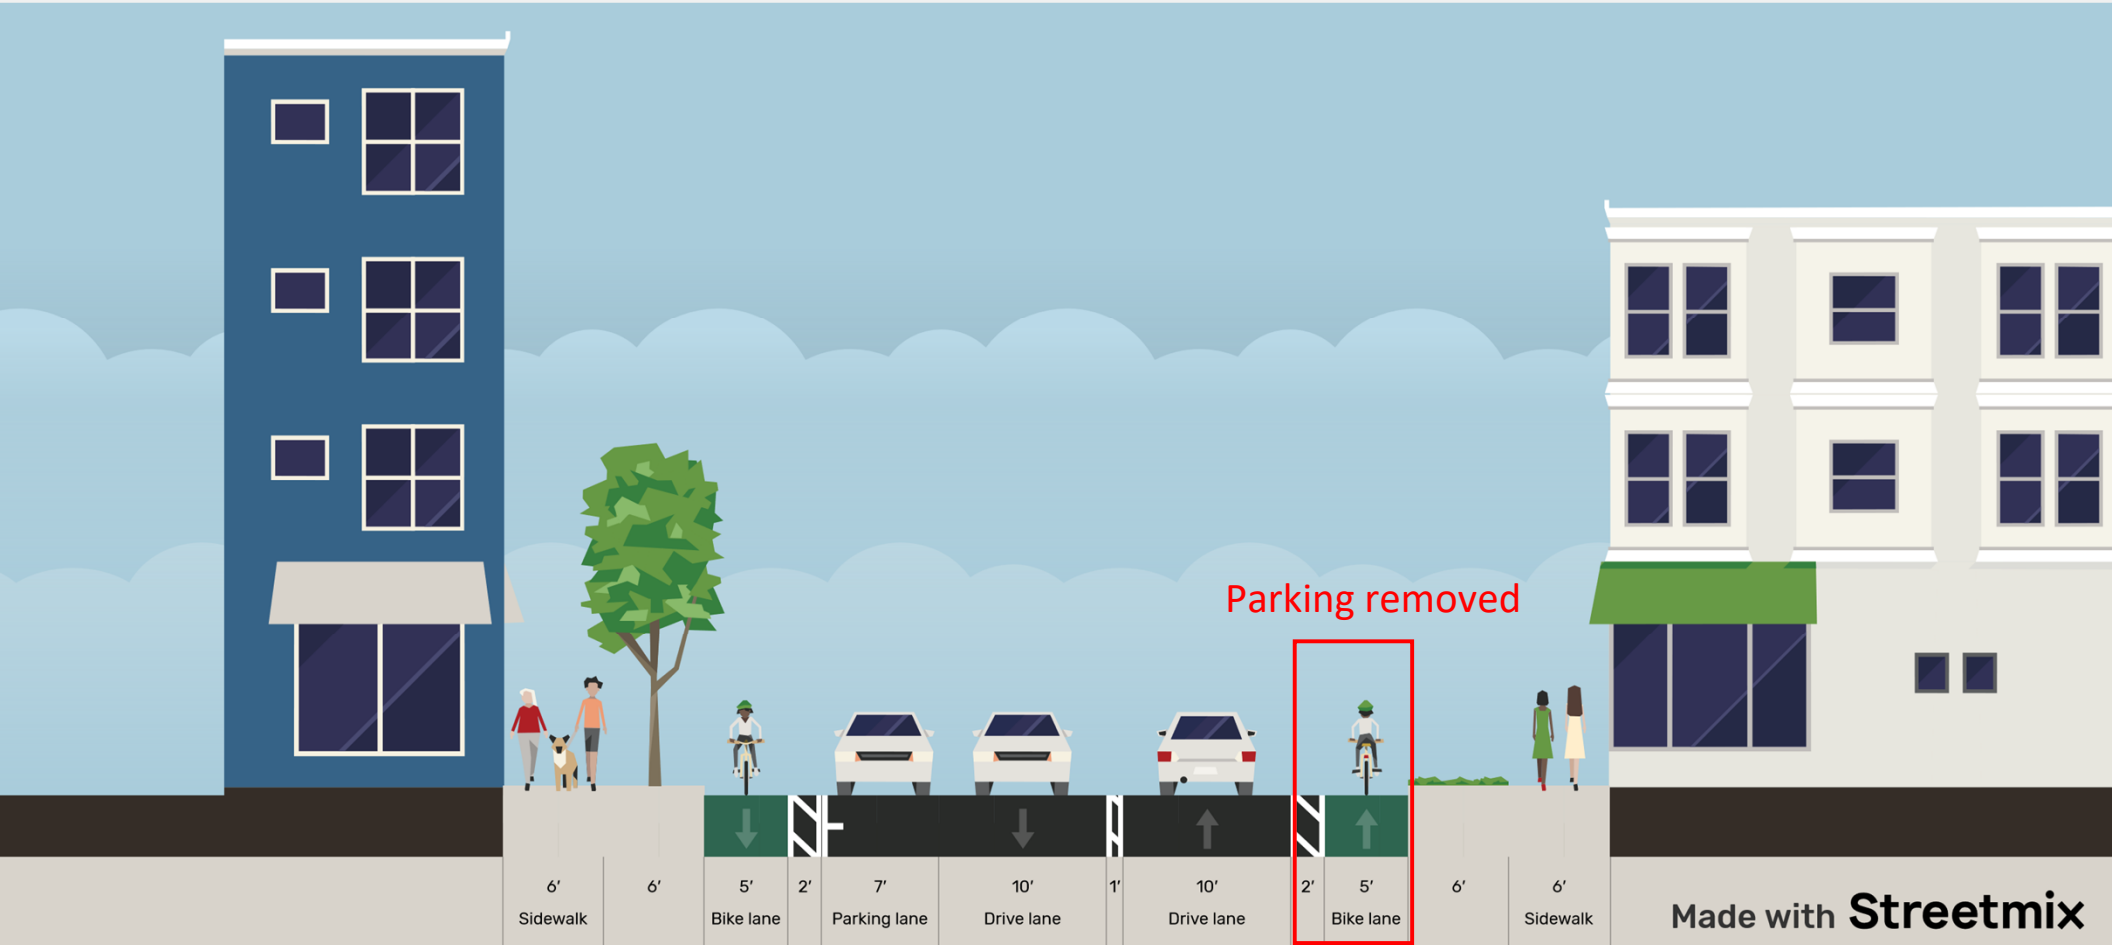 Parking removed
6′ 6′ 5′ 2′ 7′ 10′ 1′ 10′ 2′ 5′ 6′ 6′
Sidewalk Bike lane Parking lane Drive lane Drive lane Bike lane Sidewalk
Made with Streetmix